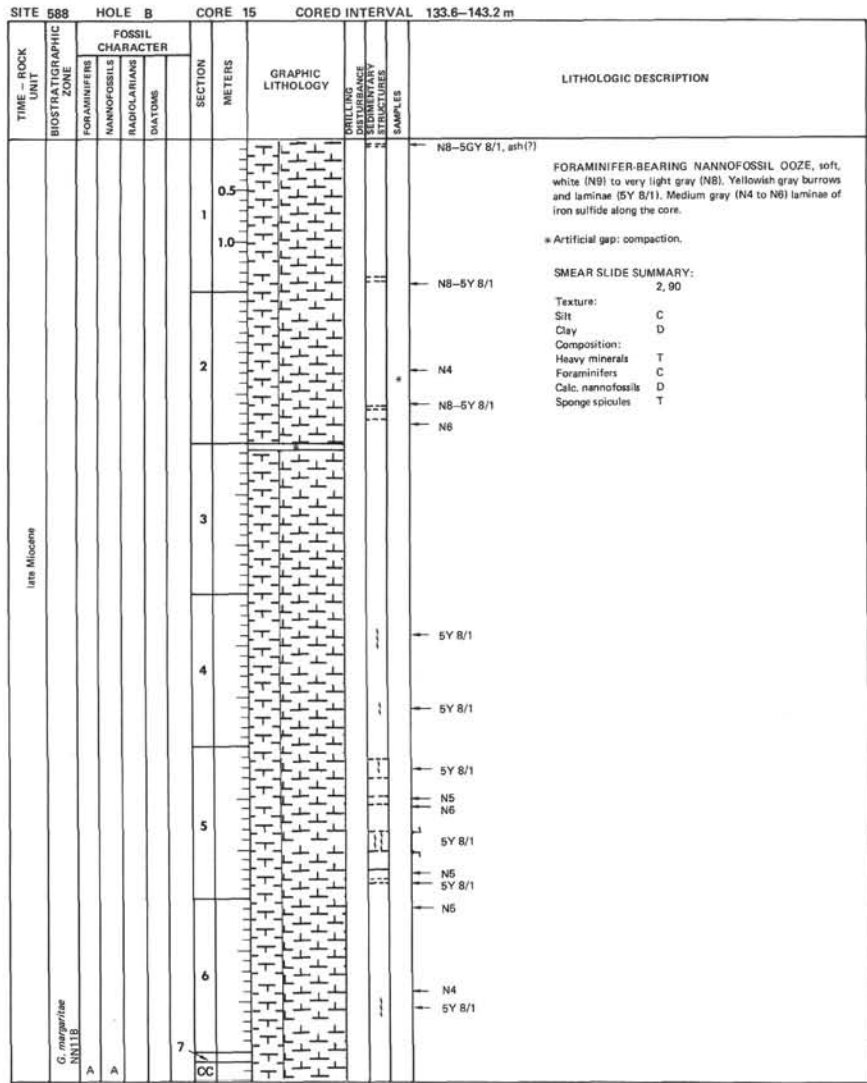 SITE 588 HOLE B CORE 15 CORED INTERVAL 133.6–143.2 m
TIME – ROCK UNIT
BIOSTRATIGRAPHIC ZONE
FOSSIL CHARACTER
FORAMINIFERS
NANNOFOSSILS
RADIOLARIANS
DIATOMS
SECTION
METERS
GRAPHIC LITHOLOGY
DRILLING DISTURBANCE
SEDIMENTARY STRUCTURES
SAMPLES
LITHOLOGIC DESCRIPTION
late Miocene
G. margaritae
NN11B
A A
1
0.5
1.0
2
3
4
5
6
7
CC
*
*
N8–5GY 8/1, ash(?)
N8–5Y 8/1
N4
N8–5Y 8/1
N6
5Y 8/1
5Y 8/1
5Y 8/1
N5
N6
5Y 8/1
N5
5Y 8/1
N4
5Y 8/1
FORAMINIFER-BEARING NANNOFOSSIL OOZE, soft,
white (N9) to very light gray (N8). Yellowish gray burrows
and laminae (5Y 8/1). Medium gray (N4 to N6) laminae of
iron sulfide along the core.
* Artificial gap: compaction.
SMEAR SLIDE SUMMARY:
2, 90
Texture:
Silt C
Clay D
Composition:
Heavy minerals T
Foraminifers C
Calc. nannofossils D
Sponge spicules T